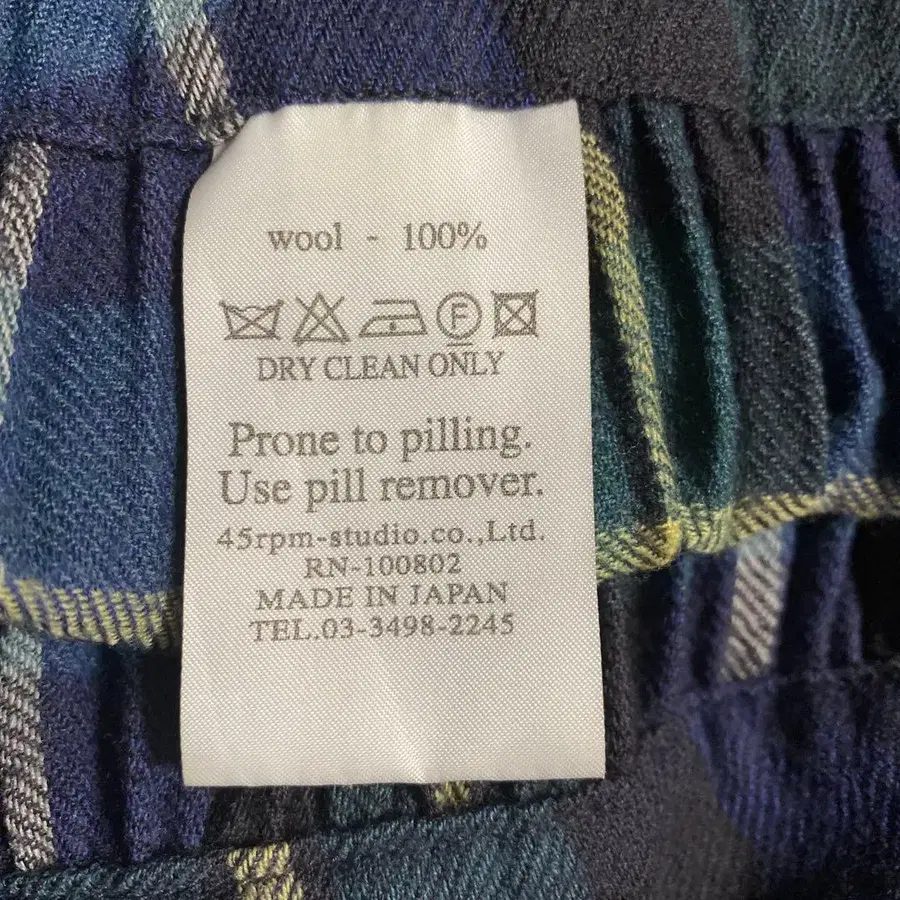 wool - 100%
F
DRY CLEAN ONLY
Prone to pilling.
Use pill remover.
45rpm-studio.co.,Ltd.
RN-100802
MADE IN JAPAN
TEL.03-3498-2245